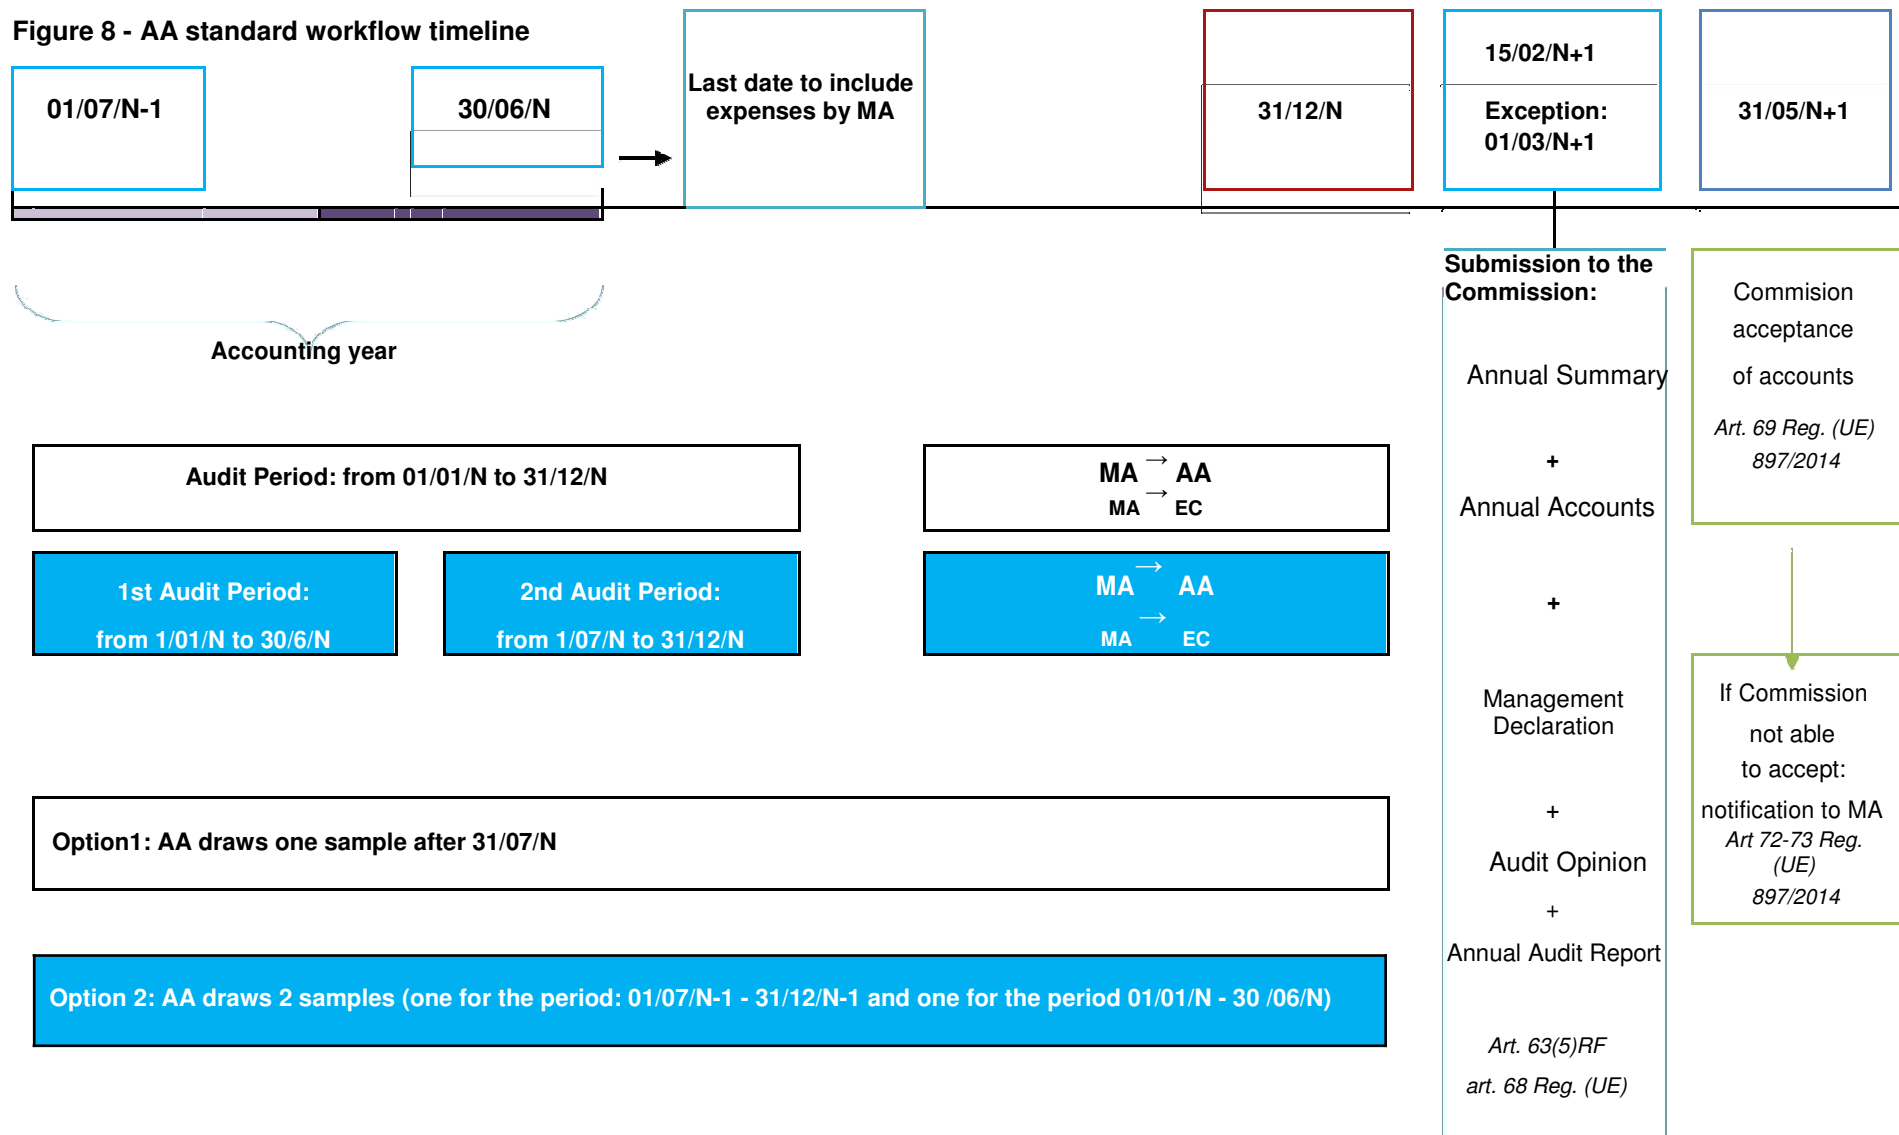 Figure 8 - AA standard workflow timeline
01/07/N-1
30/06/N
Last date to include
expenses by MA
31/12/N
15/02/N+1
Exception:
01/03/N+1
31/05/N+1
Accounting year
Submission to the
Commission:
Annual Summary
+
Annual Accounts
+
Management
Declaration
+
Audit Opinion
+
Annual Audit Report
Art. 63(5)RF
art. 68 Reg. (UE)
Commision
acceptance
of accounts
Art. 69 Reg. (UE)
897/2014
If Commission
not able
to accept:
notification to MA
Art 72-73 Reg.
(UE)
897/2014
Audit Period: from 01/01/N to 31/12/N
MA → AA
MA → EC
1st Audit Period:
from 1/01/N to 30/6/N
2nd Audit Period:
from 1/07/N to 31/12/N
MA → AA
MA → EC
Option1: AA draws one sample after 31/07/N
Option 2: AA draws 2 samples (one for the period: 01/07/N-1 - 31/12/N-1 and one for the period 01/01/N - 30 /06/N)